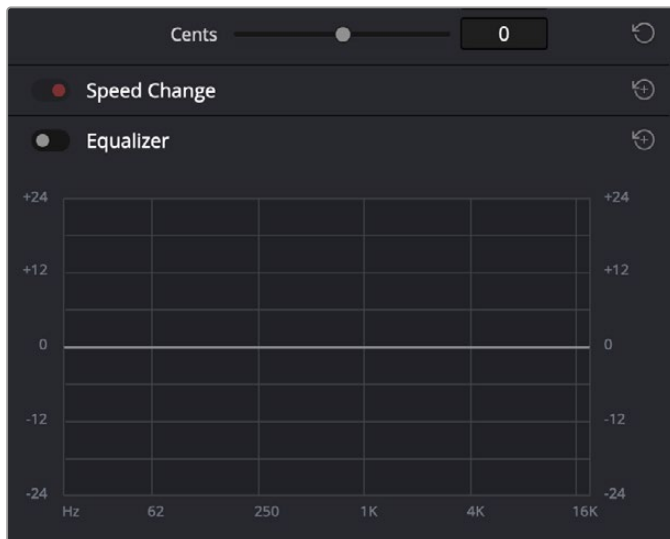 Cents 0
Speed Change
Equalizer
+24 +24
+12 +12
0 0
-12 -12
-24 -24
Hz 62 250 1K 4K 16K